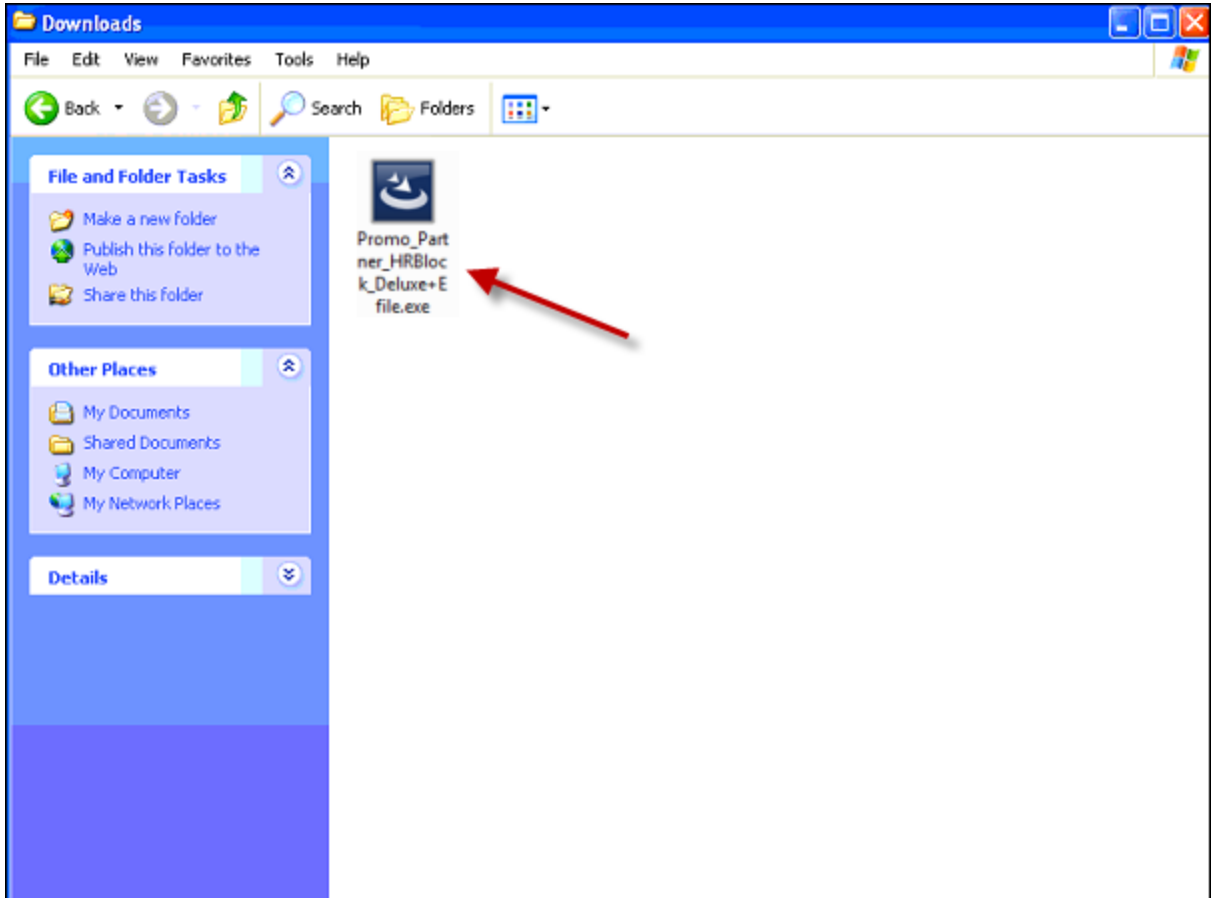 Downloads
File Edit View Favorites Tools Help
Back Search Folders
File and Folder Tasks
Make a new folder
Publish this folder to the
Web
Share this folder
Other Places
My Documents
Shared Documents
My Computer
My Network Places
Details
Promo_Part
ner_HRBloc
k_Deluxe+E
file.exe